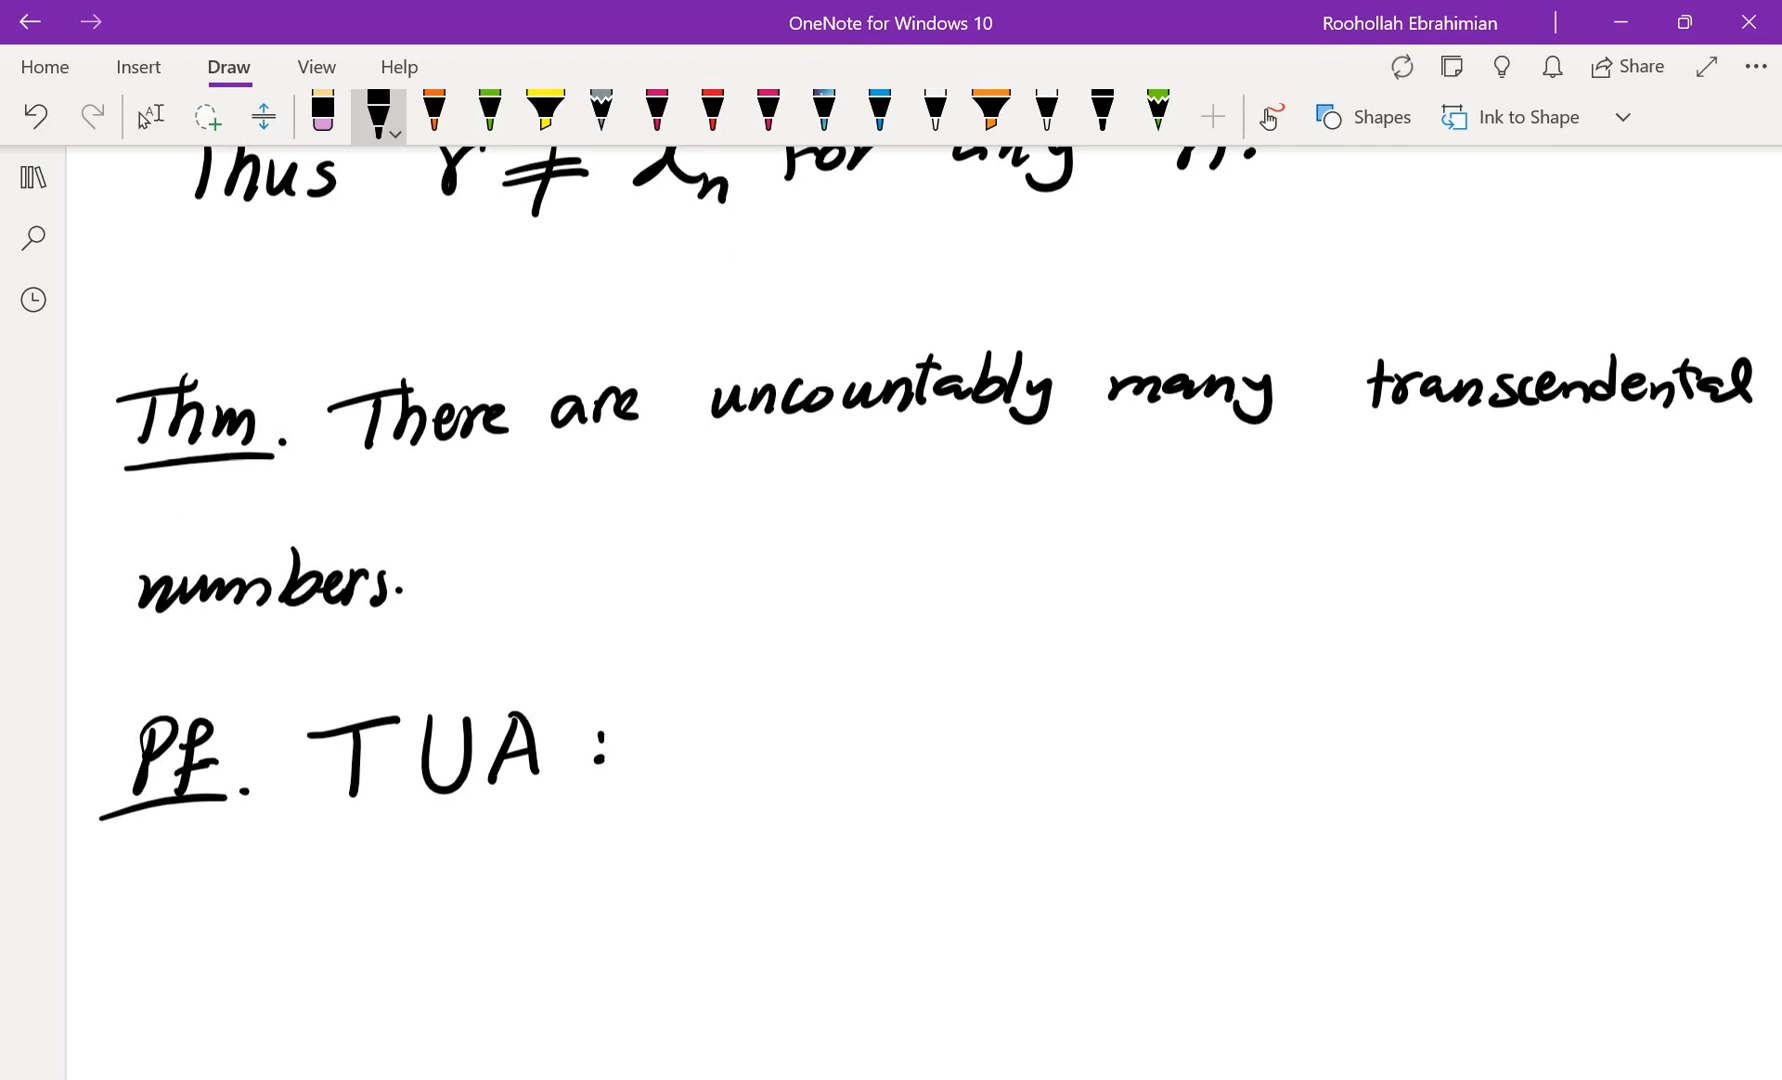 OneNote for Windows 10
Roohollah Ebrahimian
Home Insert Draw View Help
Share
Shapes Ink to Shape
Thus r ≠ αn for any n.
Thm. There are uncountably many transcendental
numbers.
Pf. TUA :